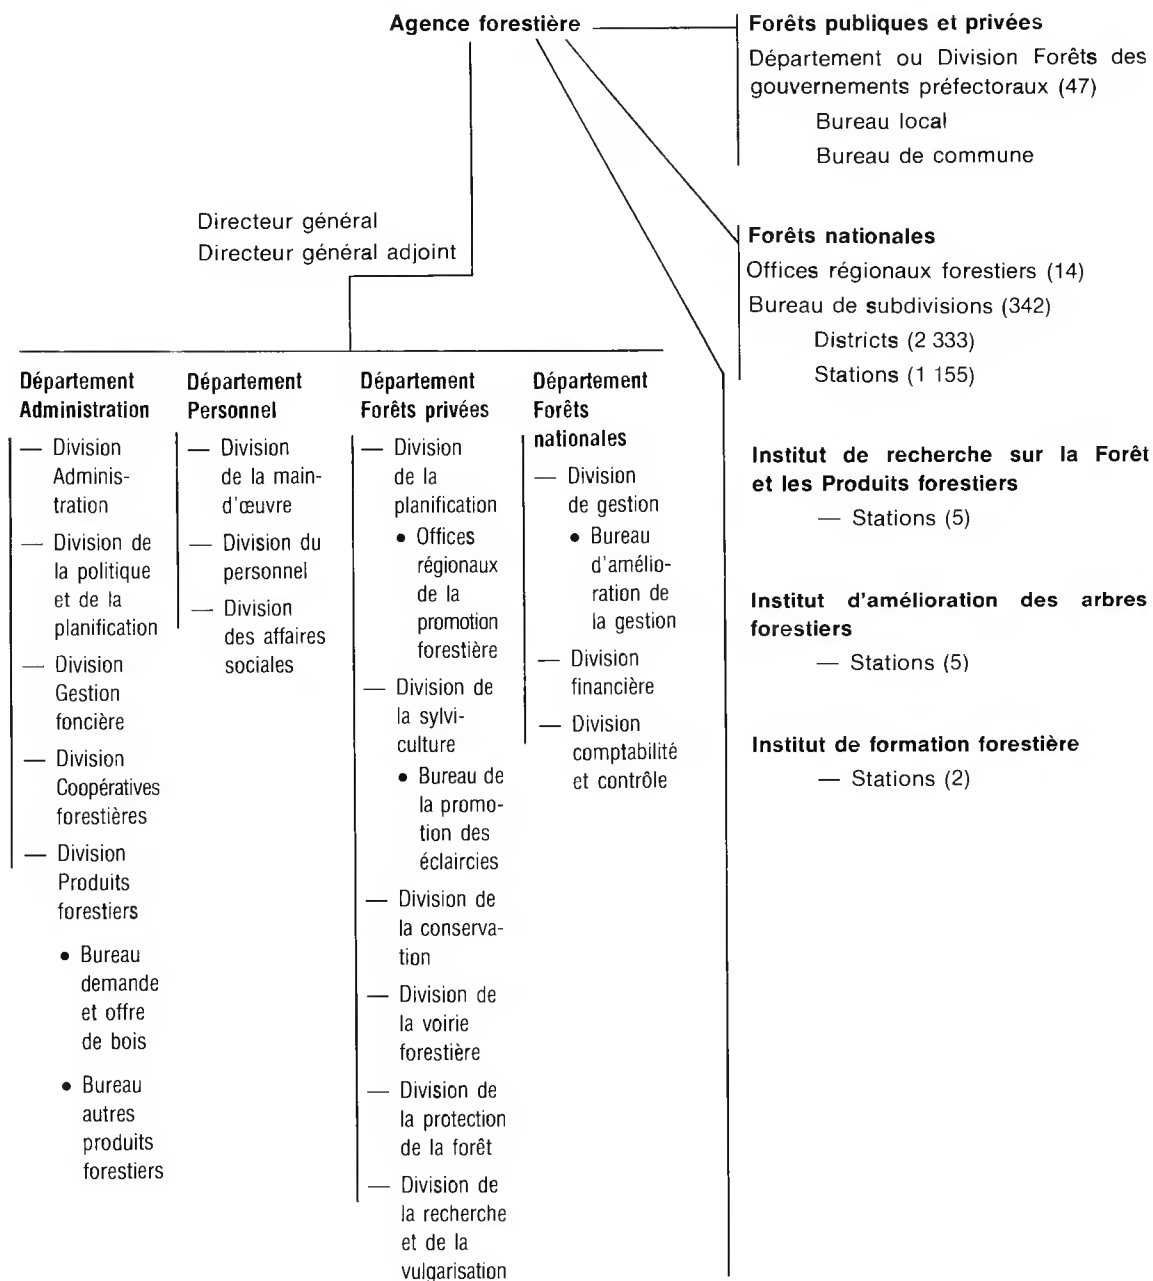 Agence forestière
Forêts publiques et privées
Département ou Division Forêts des
gouvernements préfectoraux (47)
Bureau local
Bureau de commune
Directeur général
Directeur général adjoint
Forêts nationales
Offices régionaux forestiers (14)
Bureau de subdivisions (342)
Districts (2 333)
Stations (1 155)
Institut de recherche sur la Forêt
et les Produits forestiers
— Stations (5)
Institut d'amélioration des arbres
forestiers
— Stations (5)
Institut de formation forestière
— Stations (2)
Département
Administration
— Division
Adminis-
tration
— Division de
la politique
et de la
planification
— Division
Gestion
foncière
— Division
Coopératives
forestières
— Division
Produits
forestiers
• Bureau
demande
et offre
de bois
• Bureau
autres
produits
forestiers
Département
Personnel
— Division
de la main-
d'œuvre
— Division du
personnel
— Division
des affaires
sociales
Département
Forêts privées
— Division
de la
planification
• Offices
régionaux
de la
promotion
forestière
— Division de
la sylvi-
culture
• Bureau de
la promo-
tion des
éclaircies
— Division de
la conserva-
tion
— Division de
la voirie
forestière
— Division de
la protection
de la forêt
— Division de
la recherche
et de la
vulgarisation
Département
Forêts
nationales
— Division
de gestion
• Bureau
d'amélio-
ration de
la gestion
— Division
financière
— Division
comptabilité
et contrôle